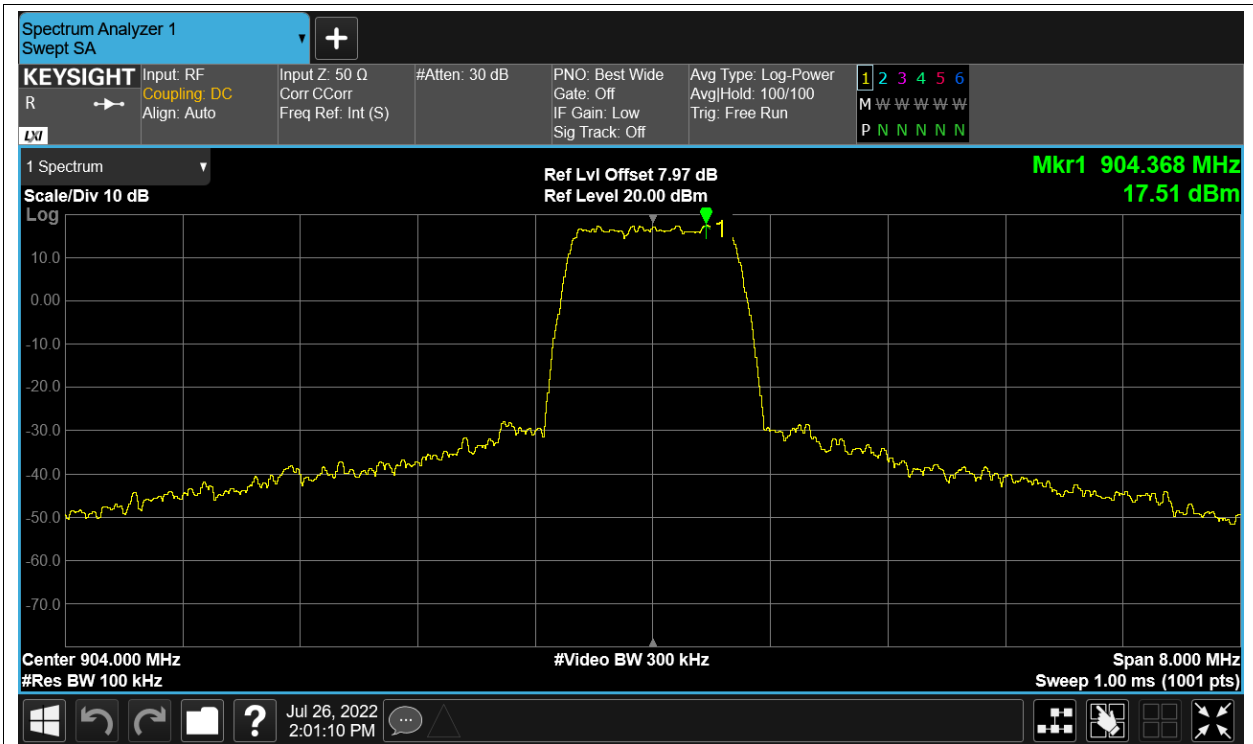 Spectrum Analyzer 1
Swept SA
▼
+
KEYSIGHT
R
LXI
Input: RF
Coupling: DC
Align: Auto
Input Z: 50 Ω
Corr CCorr
Freq Ref: Int (S)
#Atten: 30 dB
PNO: Best Wide
Gate: Off
IF Gain: Low
Sig Track: Off
Avg Type: Log-Power
Avg|Hold: 100/100
Trig: Free Run
1 2 3 4 5 6
M W W W W W W
P N N N N N N
1 Spectrum ▼
Scale/Div 10 dB
Log
Ref Lvl Offset 7.97 dB
Ref Level 20.00 dBm
Mkr1 904.368 MHz
17.51 dBm
1
10.0
0.00
-10.0
-20.0
-30.0
-40.0
-50.0
-60.0
-70.0
Center 904.000 MHz
#Res BW 100 kHz
#Video BW 300 kHz
Span 8.000 MHz
Sweep 1.00 ms (1001 pts)
?
Jul 26, 2022
2:01:10 PM